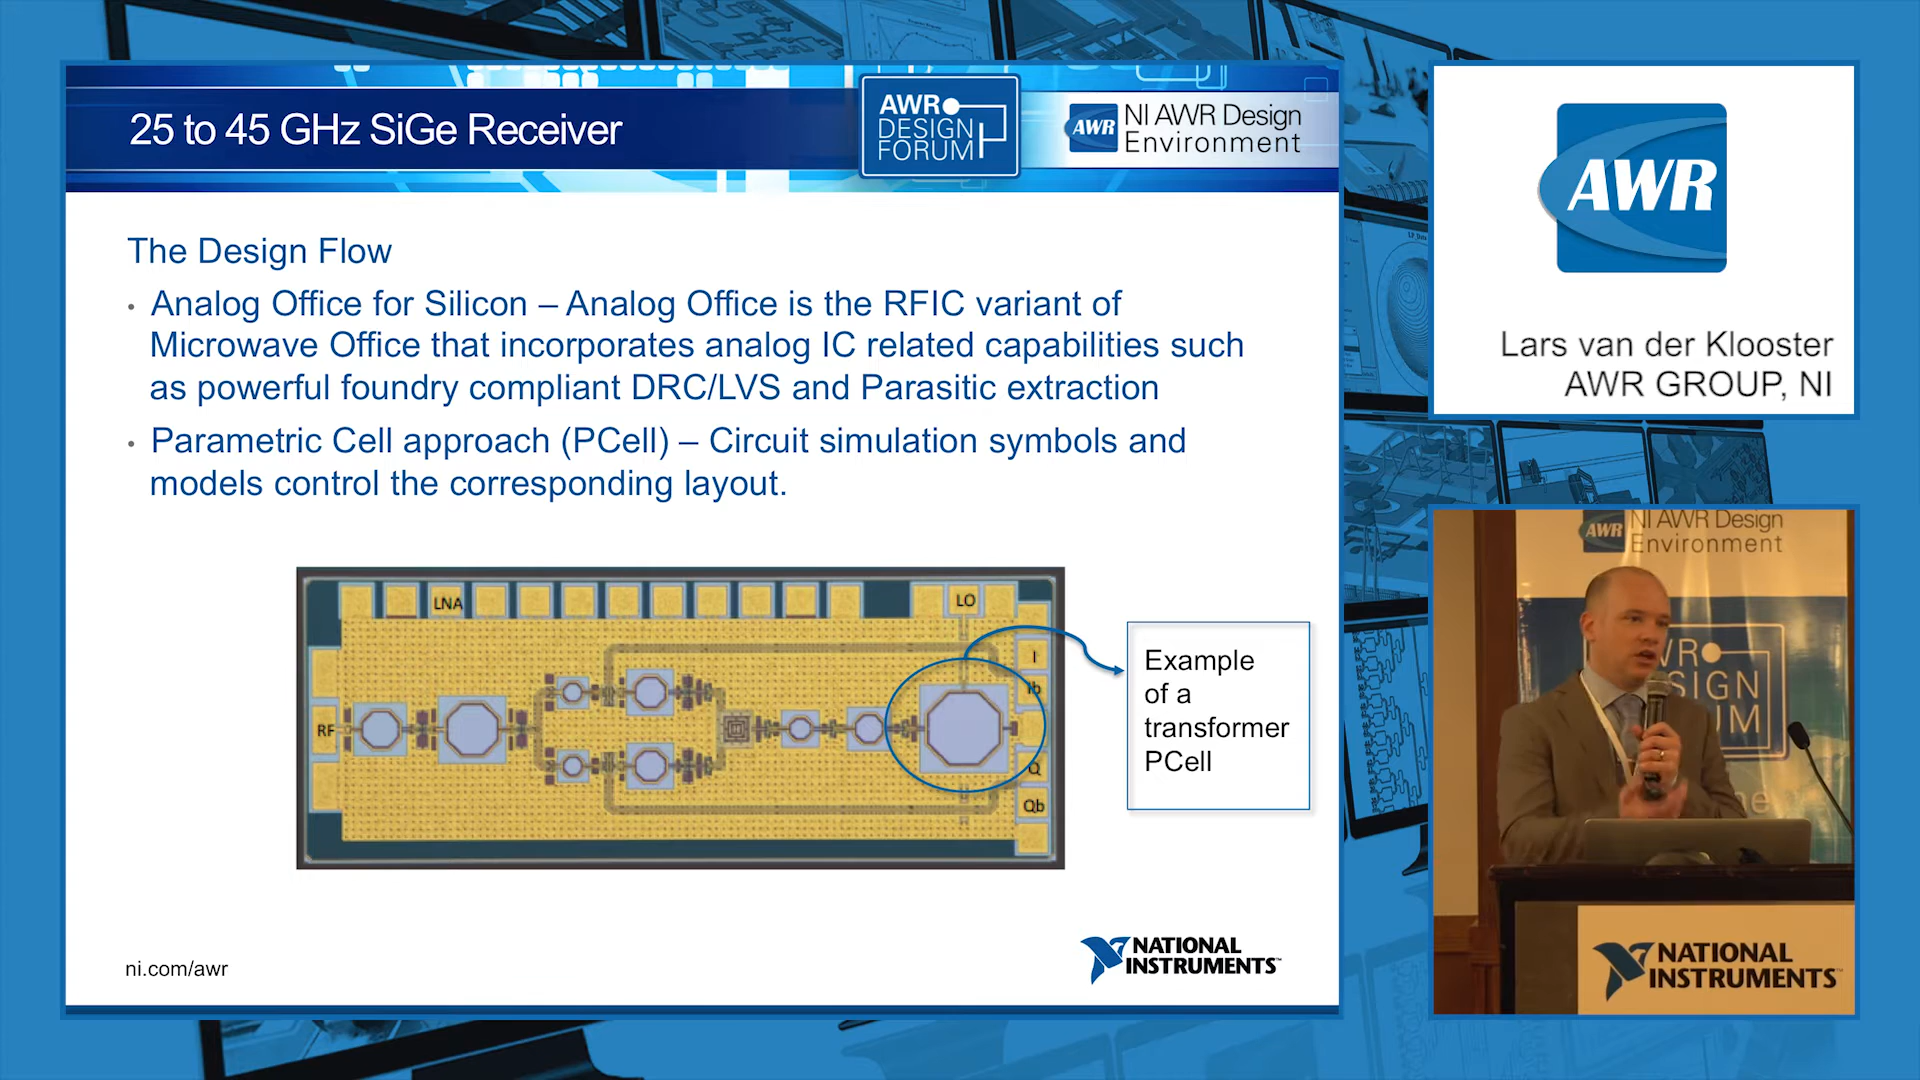 25 to 45 GHz SiGe Receiver
AWR
DESIGN
FORUM
AWR
NI AWR Design
Environment
The Design Flow
• Analog Office for Silicon – Analog Office is the RFIC variant of
Microwave Office that incorporates analog IC related capabilities such
as powerful foundry compliant DRC/LVS and Parasitic extraction
• Parametric Cell approach (PCell) – Circuit simulation symbols and
models control the corresponding layout.
LNA
LO
I
Ib
RF
Q
Qb
Example
of a
transformer
PCell
ni.com/awr
NATIONAL
INSTRUMENTS
AWR
Lars van der Klooster
AWR GROUP, NI
AWR
NI AWR Design
Environment
WR
SIGN
UM
NATIONAL
INSTRUMENTS